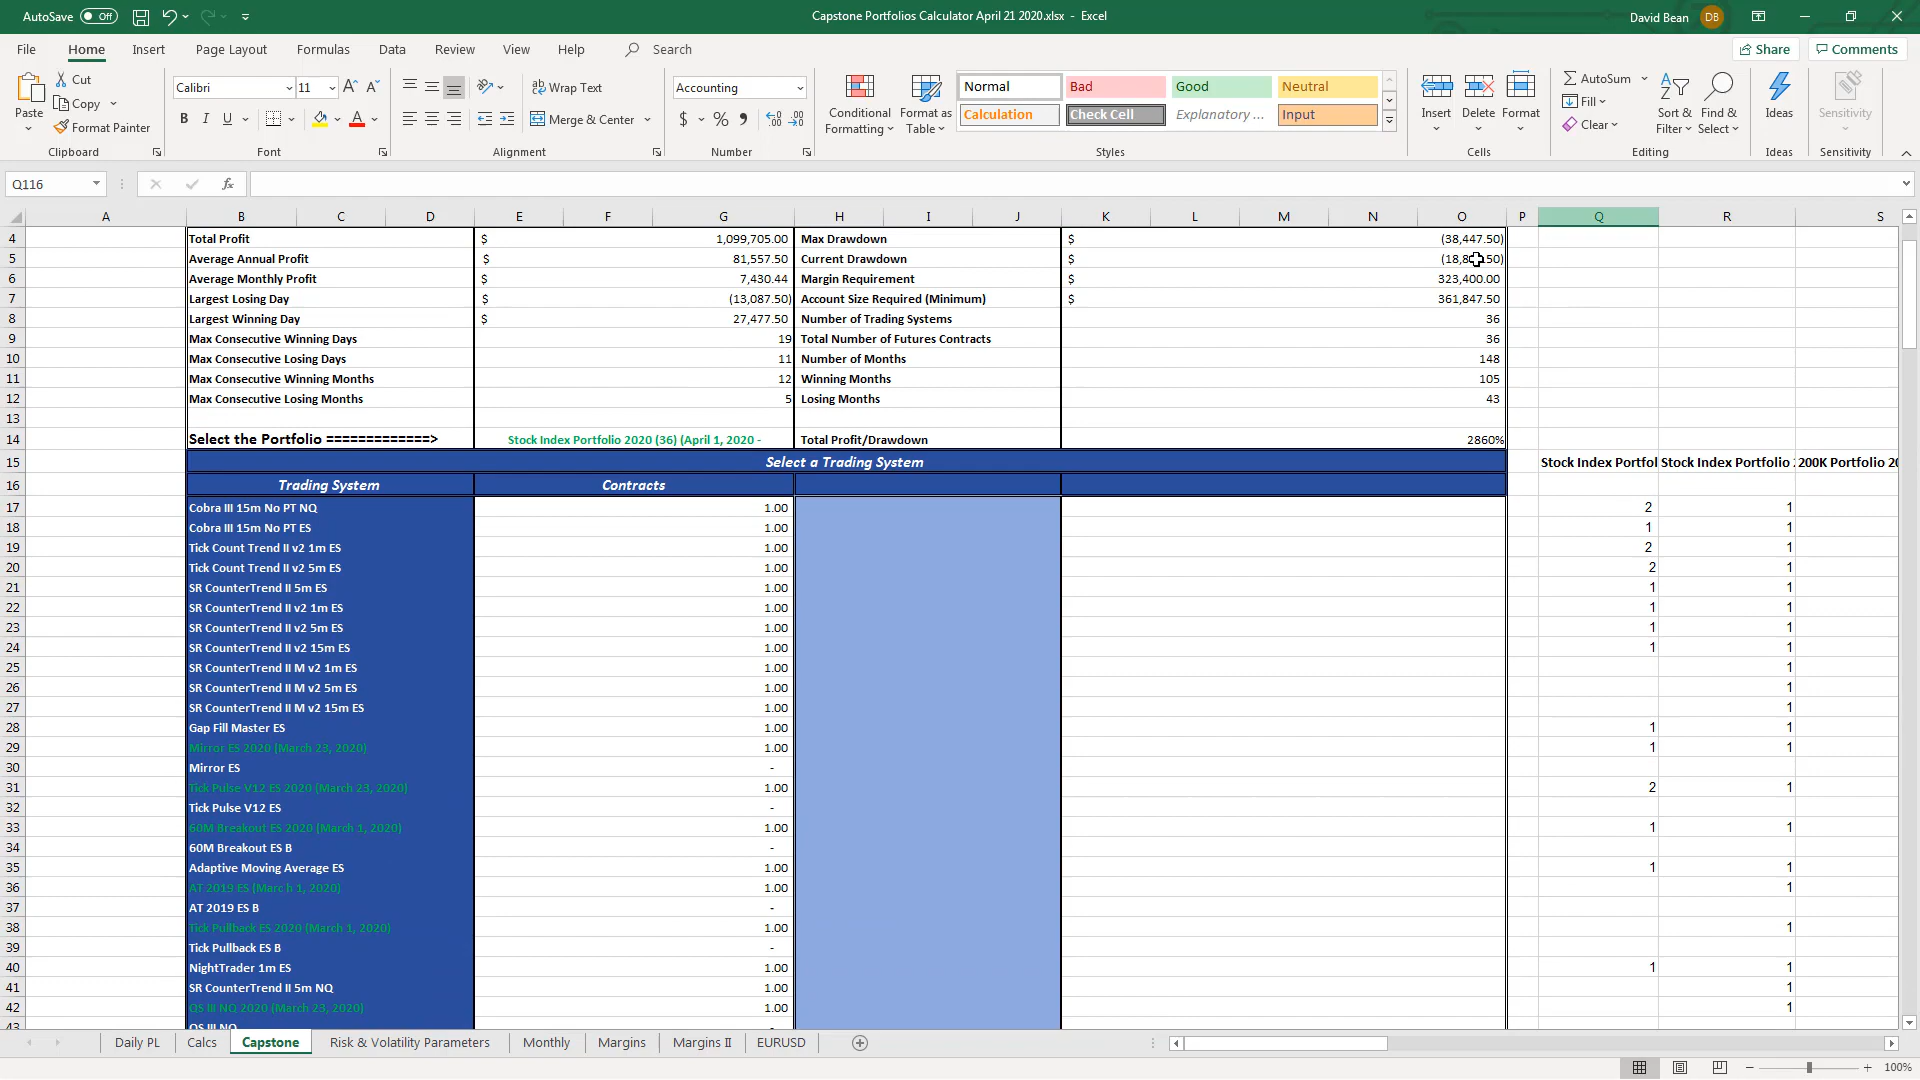 AutoSave Off
Capstone Portfolios Calculator April 21 2020.xlsx - Excel
David Bean DB
File Home Insert Page Layout Formulas Data Review View Help Search
Share Comments
Paste Cut Copy Format Painter
Calibri 11
B I U
Wrap Text
Merge & Center
Accounting
$ % 9
Conditional Formatting Format as Table
Normal Bad Good Neutral
Calculation Check Cell Explanatory ... Input
Insert Delete Format
AutoSum Fill Clear
Sort & Filter Find & Select
Ideas Sensitivity
Clipboard Font Alignment Number Styles Cells Editing Ideas Sensitivity
Q116 fx
A B C D E F G H I J K L M N O P Q R S
4 Total Profit $ 1,099,705.00 Max Drawdown $ (38,447.50)
5 Average Annual Profit $ 81,557.50 Current Drawdown $
6 Average Monthly Profit $ 7,430.44 Margin Requirement $ 323,400.00
7 Largest Losing Day $ (13,087.50) Account Size Required (Minimum) $ 361,847.50
8 Largest Winning Day $ 27,477.50 Number of Trading Systems 36
9 Max Consecutive Winning Days 19 Total Number of Futures Contracts 36
10 Max Consecutive Losing Days 11 Number of Months 148
11 Max Consecutive Winning Months 12 Winning Months 105
12 Max Consecutive Losing Months 5 Losing Months 43
13
14 Select the Portfolio =============> Stock Index Portfolio 2020 (36) (April 1, 2020 - Total Profit/Drawdown 2860%
15 Select a Trading System Stock Index Portfol Stock Index Portfolio 200K Portfolio 20
16 Trading System Contracts
17 Cobra III 15m No PT NQ 1.00 2 1
18 Cobra III 15m No PT ES 1.00 1 1
19 Tick Count Trend II v2 1m ES 1.00 2 1
20 Tick Count Trend II v2 5m ES 1.00 2 1
21 SR CounterTrend II 5m ES 1.00 1 1
22 SR CounterTrend II v2 1m ES 1.00 1 1
23 SR CounterTrend II v2 5m ES 1.00 1 1
24 SR CounterTrend II v2 15m ES 1.00 1 1
25 SR CounterTrend II M v2 1m ES 1.00 1
26 SR CounterTrend II M v2 5m ES 1.00 1
27 SR CounterTrend II M v2 15m ES 1.00 1
28 Gap Fill Master ES 1.00 1 1
29 Mirror ES 2020 (March 23, 2020) 1.00 1 1
30 Mirror ES -
31 Tick Pulse V12 ES 2020 (March 23, 2020) 1.00 2 1
32 Tick Pulse V12 ES -
33 60M Breakout ES 2020 (March 1, 2020) 1.00 1 1
34 60M Breakout ES B -
35 Adaptive Moving Average ES 1.00 1 1
36 AT 2019 ES (Marc h 1, 2020) 1.00 1
37 AT 2019 ES B -
38 Tick Pullback ES 2020 (March 1, 2020) 1.00 1
39 Tick Pullback ES B -
40 NightTrader 1m ES 1.00 1 1
41 SR CounterTrend II 5m NQ 1.00 1
42 QS III NQ 2020 (March 23, 2020) 1.00 1
43 QS III NQ -
Daily PL Calcs Capstone Risk & Volatility Parameters Monthly Margins Margins II EURUSD
100%